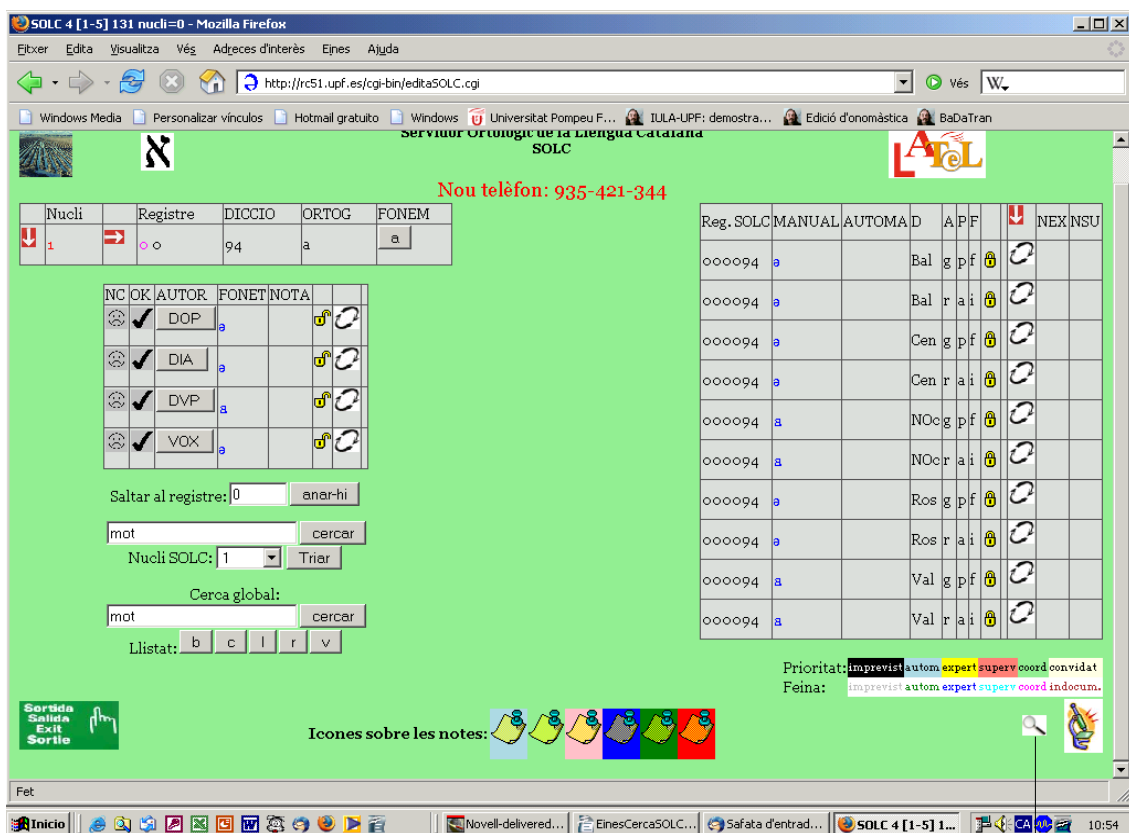 SOLC 4 [1-5] 131 nucli=0 - Mozilla Firefox
Fitxer Edita Visualitza Vés Adreces d'interès Eines Ajuda
http://rc51.upf.es/cgi-bin/editaSOLC.cgi Vés W.
Windows Media Personalizar vínculos Hotmail gratuito Windows Universitat Pompeu F... IULA-UPF: demostra... Edició d'onomàstica BaDaTran
Servidor Ortològic de la Llengua Catalana
SOLC
א
LATeL
Nou telèfon: 935-421-344
Nucli Registre DICCIO ORTOG FONEM
1 o o 94 a a
NC OK AUTOR FONET NOTA
DOP ə
DIA ə
DVP a
VOX ə
Saltar al registre: 0 anar-hi
mot cercar
Nucli SOLC: 1 Triar
Cerca global:
mot cercar
Llistat: b c l r v
Reg. SOLC MANUAL AUTOMA D A P F NEX NSU
000094 ə Bal g p f
000094 ə Bal r a i
000094 ə Cen g p f
000094 ə Cen r a i
000094 a NOc g p f
000094 a NOc r a i
000094 ə Ros g p f
000094 ə Ros r a i
000094 a Val g p f
000094 a Val r a i
Prioritat: imprevist autom expert superv coord convidat
Feina: imprevist autom expert superv coord indocum.
Sortida
Salida
Exit
Sortie
Icones sobre les notes:
Fet
Inicio Novell-delivered... EinesCercaSOLC... Safata d'entrad... SOLC 4 [1-5] 1... CA 10:54